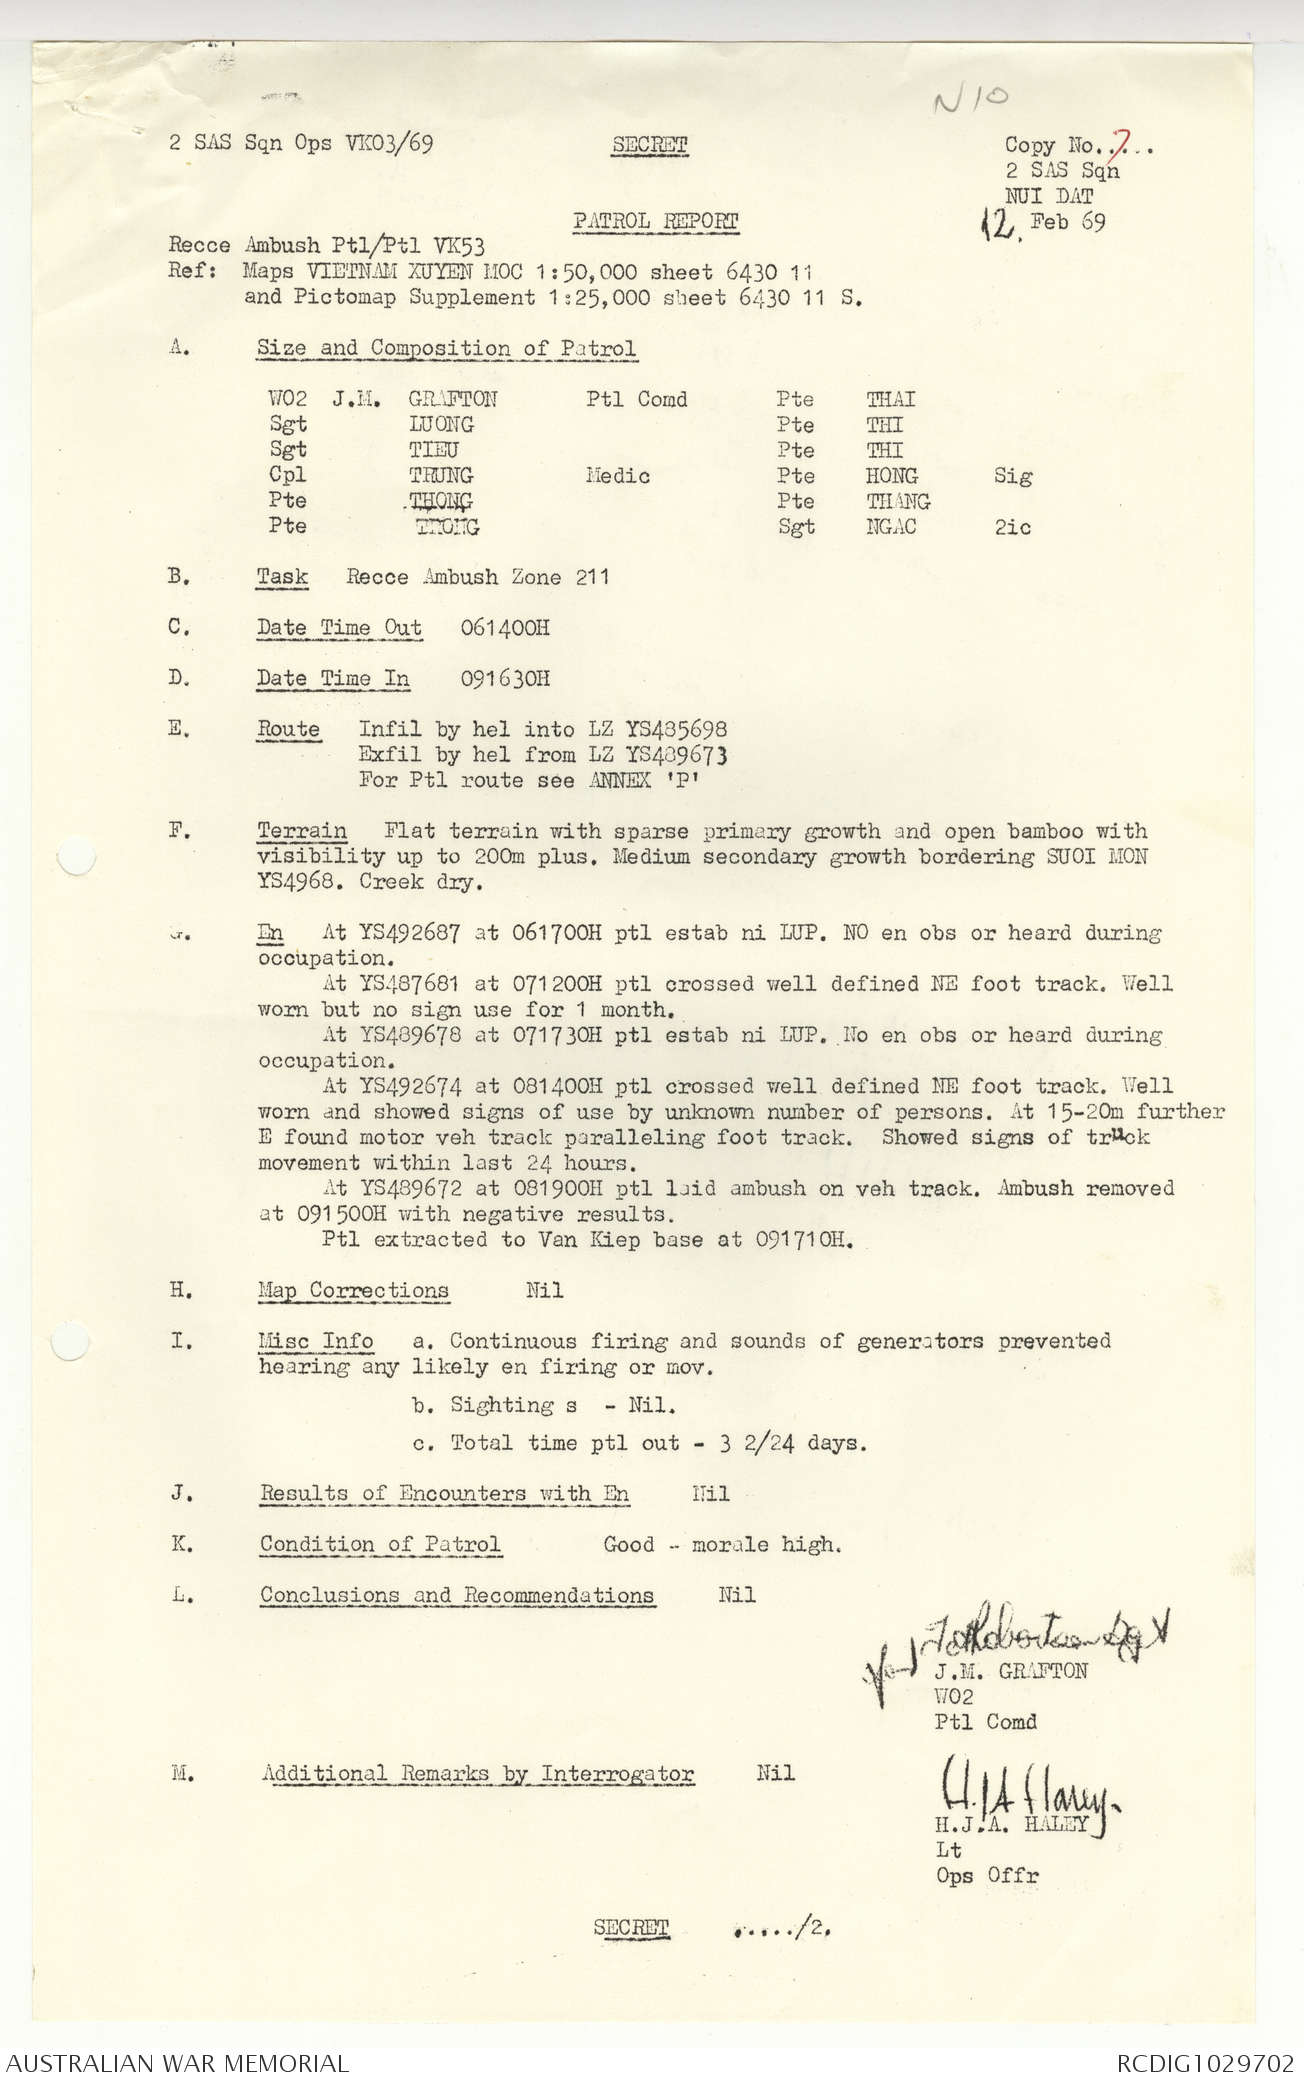 N10
2 SAS Sqn Ops VK03/69
SECRET
Copy No..7...
2 SAS Sqn
NUI DAT
12. Feb 69
PATROL REPORT
Recce Ambush Ptl/Ptl VK53
Ref: Maps VIETNAM XUYEN MOC 1:50,000 sheet 6430 11
and Pictomap Supplement 1:25,000 sheet 6430 11 S.
A. Size and Composition of Patrol
WO2 J.M. GRAFTON Ptl Comd Pte THAI
Sgt LUONG Pte THI
Sgt TIEU Pte THI
Cpl TRUNG Medic Pte HONG Sig
Pte THONG Pte THANG
Pte Sgt NGAC 2ic
B. Task Recce Ambush Zone 211
C. Date Time Out 061400H
D. Date Time In 091630H
E. Route Infil by hel into LZ YS485698
Exfil by hel from LZ YS489673
For Ptl route see ANNEX 'P'
F. Terrain Flat terrain with sparse primary growth and open bamboo with
visibility up to 200m plus. Medium secondary growth bordering SUOI MON
YS4968. Creek dry.
G. En At YS492687 at 061700H ptl estab ni LUP. NO en obs or heard during
occupation.
At YS487681 at 071200H ptl crossed well defined NE foot track. Well
worn but no sign use for 1 month.
At YS489678 at 071730H ptl estab ni LUP. No en obs or heard during
occupation.
At YS492674 at 081400H ptl crossed well defined NE foot track. Well
worn and showed signs of use by unknown number of persons. At 15-20m further
E found motor veh track paralleling foot track. Showed signs of truck
movement within last 24 hours.
At YS489672 at 081900H ptl laid ambush on veh track. Ambush removed
at 091500H with negative results.
Ptl extracted to Van Kiep base at 091710H.
H. Map Corrections Nil
I. Misc Info a. Continuous firing and sounds of generators prevented
hearing any likely en firing or mov.
b. Sighting s - Nil.
c. Total time ptl out - 3 2/24 days.
J. Results of Encounters with En Nil
K. Condition of Patrol Good - morale high.
L. Conclusions and Recommendations Nil
Robertson Sgt
J.M. GRAFTON
WO2
Ptl Comd
M. Additional Remarks by Interrogator Nil
H.J.A. HALEY
Lt
Ops Offr
SECRET ...../2.
AUSTRALIAN WAR MEMORIAL
RCDIG1029702